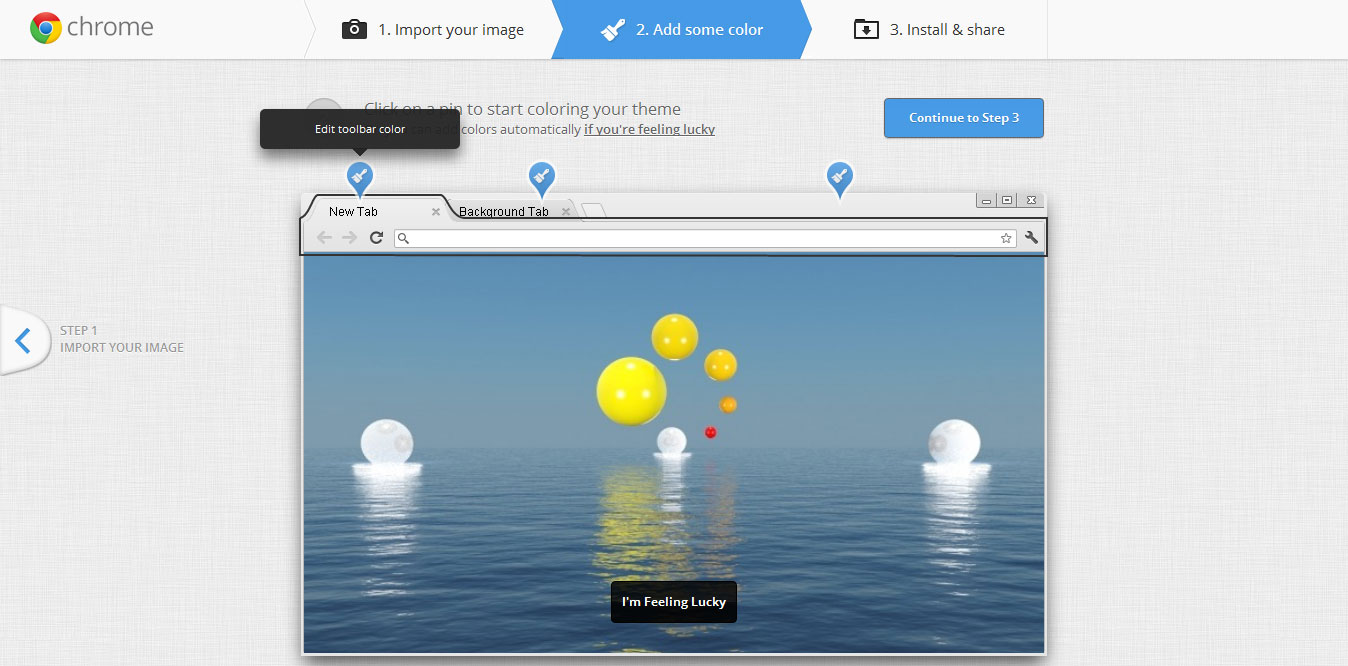 chrome
1. Import your image
2. Add some color
3. Install & share
Click on a pin to start coloring your theme
Edit toolbar color
can add colors automatically if you're feeling lucky
Continue to Step 3
New Tab
Background Tab
STEP 1
IMPORT YOUR IMAGE
I'm Feeling Lucky